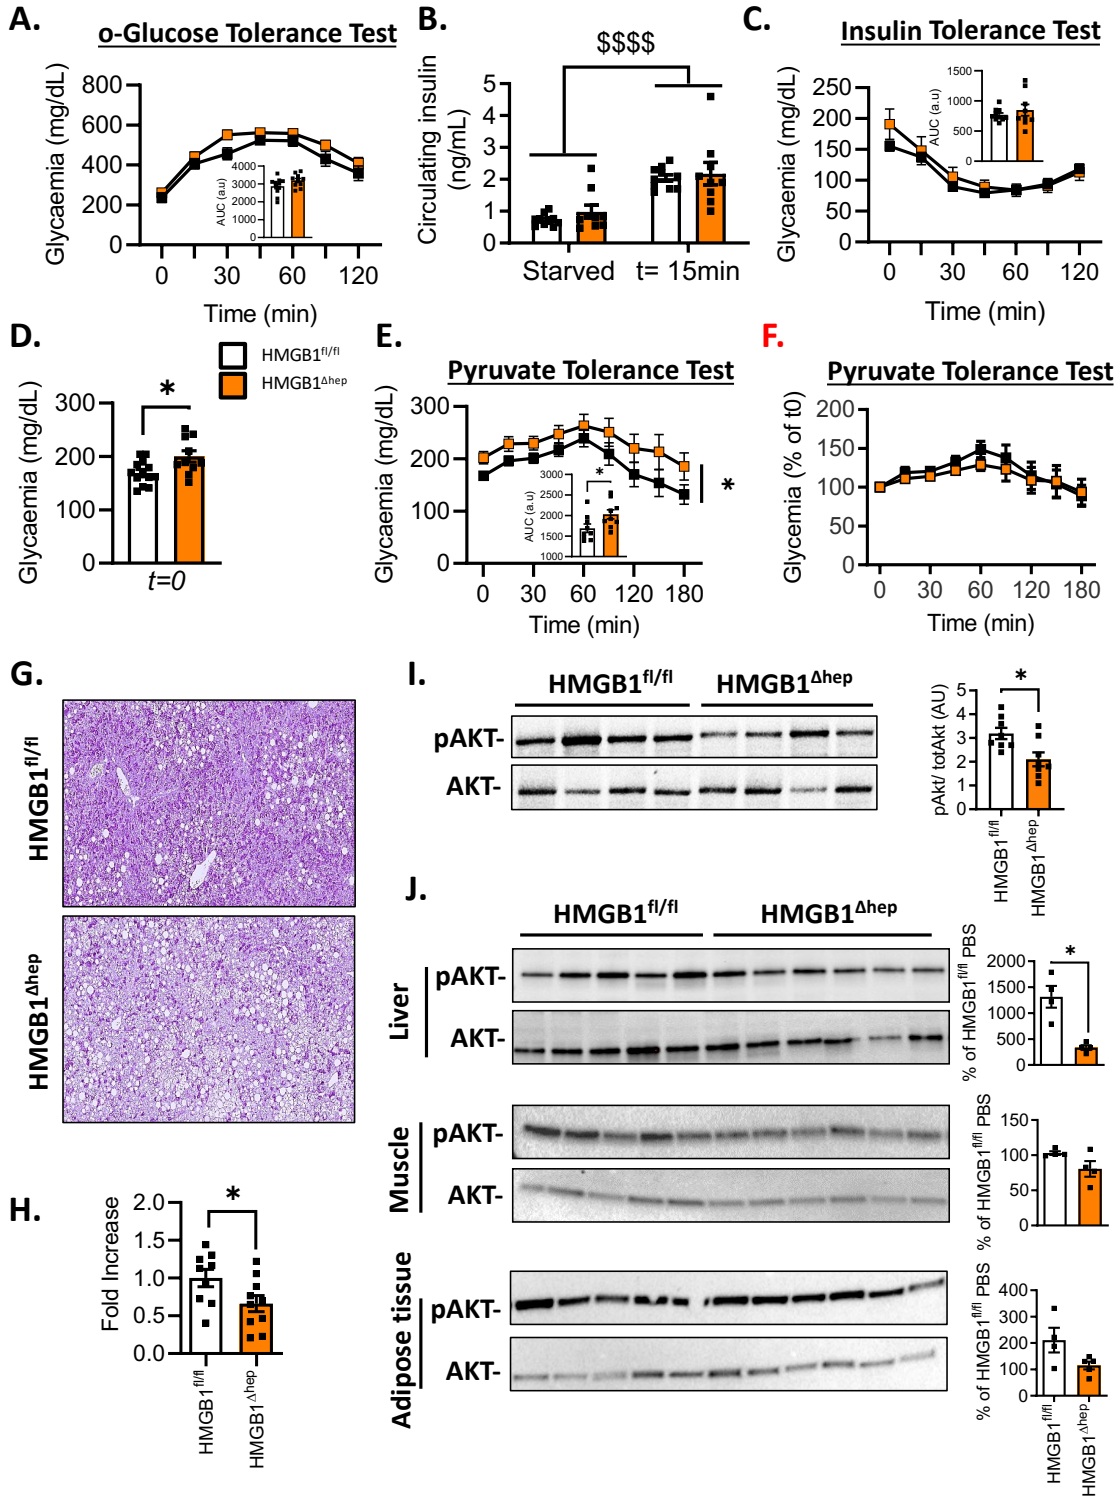 A.
o-Glucose Tolerance Test
Glycaemia (mg/dL)
800
600
400
200
0
0 30 60 120
Time (min)
AUC (a.u)
4000
3000
2000
1000
0
B.
$$$$
Circulating insulin
(ng/mL)
5
4
3
2
1
0
Starved t= 15min
C.
Insulin Tolerance Test
Glycaemia (mg/dL)
250
200
150
100
50
0
0 30 60 120
Time (min)
AUC (a.u)
1500
1000
500
0
D.
HMGB1fl/fl
HMGB1Δhep
Glycaemia (mg/dL)
300
200
100
0
*
t=0
E.
Pyruvate Tolerance Test
Glycaemia (mg/dL)
300
200
100
0
0 30 60 120 180
Time (min)
*
AUC (a.u)
3000
2500
2000
1500
1000
*
F.
Pyruvate Tolerance Test
Glycemia (% of t0)
200
150
100
50
0
0 30 60 120 180
Time (min)
G.
HMGB1fl/fl
HMGB1Δhep
H.
Fold Increase
2.0
1.5
1.0
0.5
0.0
*
HMGB1fl/fl
HMGB1Δhep
I.
HMGB1fl/fl HMGB1Δhep
pAKT-
AKT-
pAkt/ totAkt (AU)
5
4
3
2
1
0
*
HMGB1fl/fl
HMGB1Δhep
J.
HMGB1fl/fl HMGB1Δhep
Liver
pAKT-
AKT-
% of HMGB1fl/fl PBS
2000
1500
1000
500
0
*
Muscle
pAKT-
AKT-
% of HMGB1fl/fl PBS
150
100
50
0
Adipose tissue
pAKT-
AKT-
% of HMGB1fl/fl PBS
400
300
200
100
0
HMGB1fl/fl
HMGB1Δhep